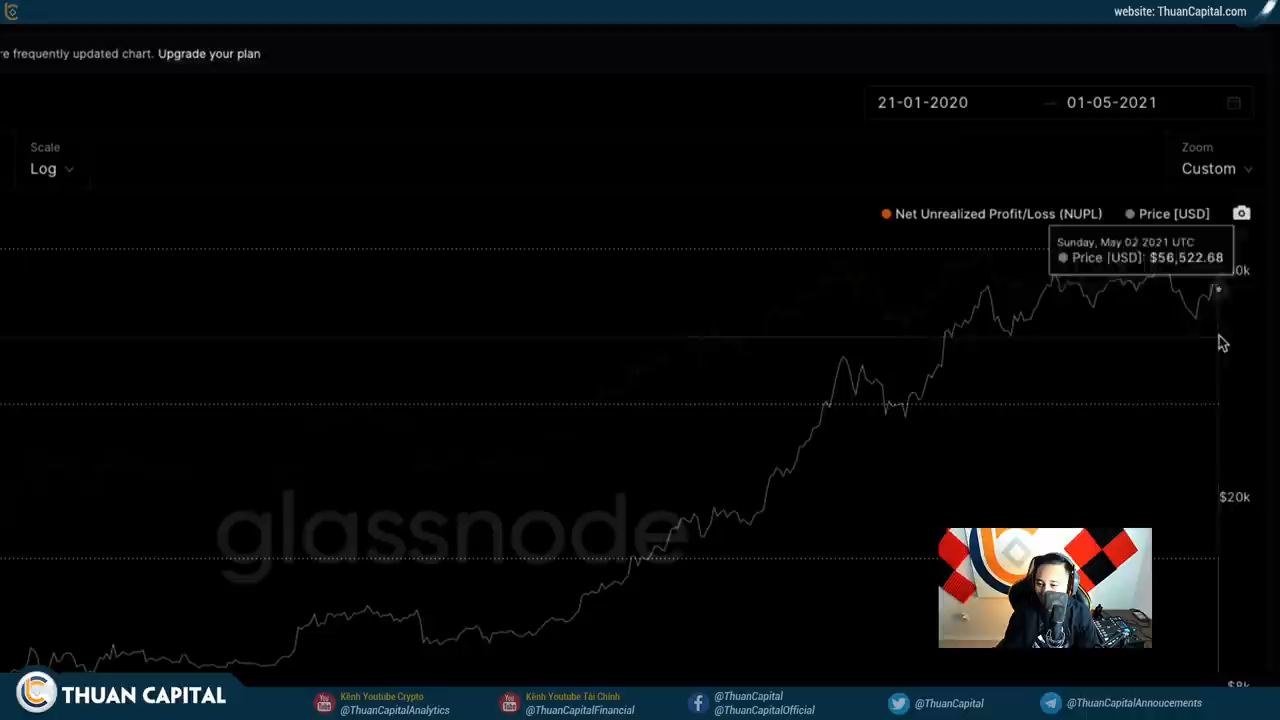 website: ThuanCapital.com
re frequently updated chart. Upgrade your plan
21-01-2020
01-05-2021
Scale
Log
Zoom
Custom
Net Unrealized Profit/Loss (NUPL)
Price [USD]
Sunday, May 02 2021 UTC
Price [USD]: $56,522.68
0k
glassnode
$20k
$8k
THUAN CAPITAL
Kênh Youtube Crypto
@ThuanCapitalAnalytics
Kênh Youtube Tài Chính
@ThuanCapitalFinancial
@ThuanCapital
@ThuanCapitalOfficial
@ThuanCapital
@ThuanCapitalAnnoucements